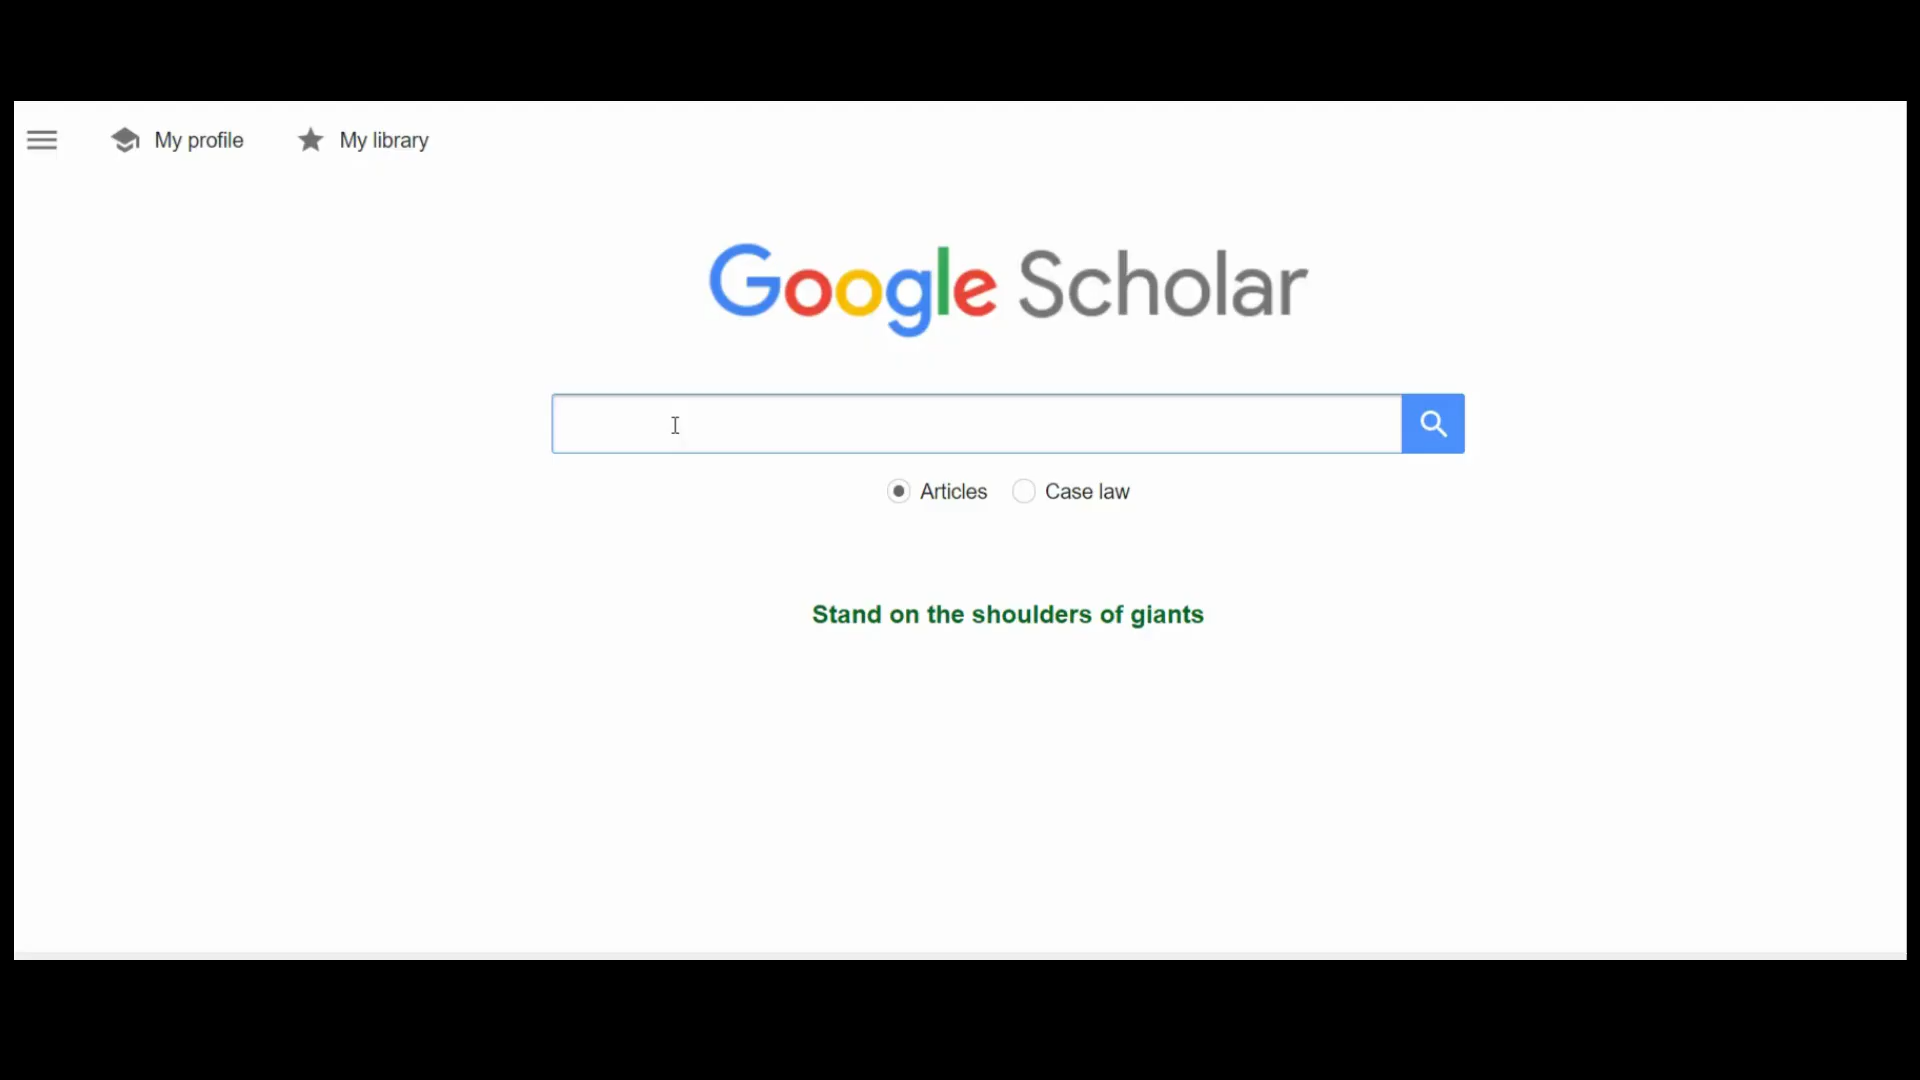 My profile
My library
Google Scholar
Articles
Case law
Stand on the shoulders of giants